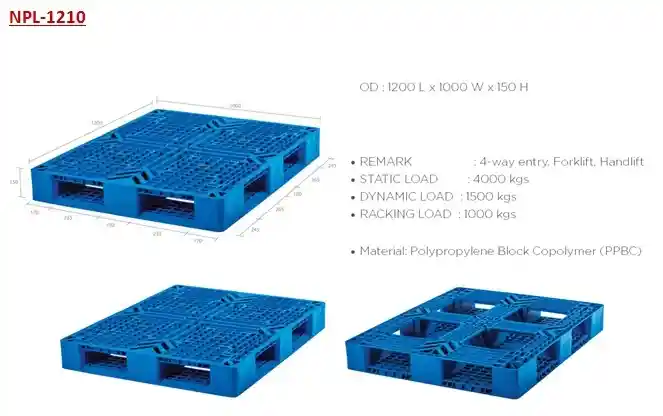 NPL-1210
OD : 1200 L x 1000 W x 150 H
• REMARK : 4-way entry, Forklift, Handlift
• STATIC LOAD : 4000 kgs
• DYNAMIC LOAD : 1500 kgs
• RACKING LOAD : 1000 kgs
• Material: Polypropylene Block Copolymer (PPBC)